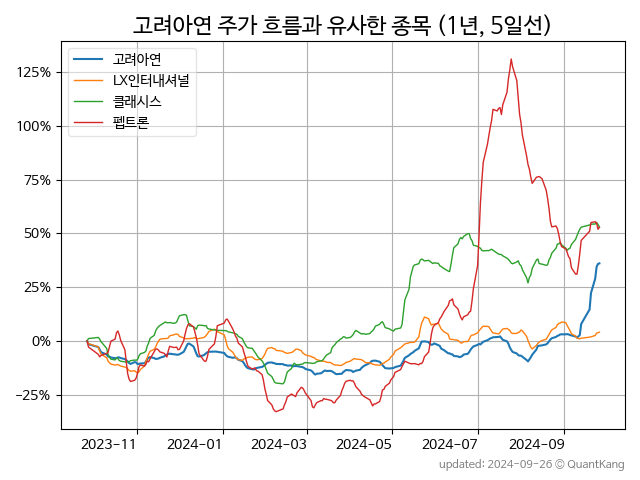 고려아연 주가 흐름과 유사한 종목 (1년, 5일선)
고려아연
LX인터내셔널
클래시스
펩트론
125%
100%
75%
50%
25%
0%
−25%
2023−11
2024−01
2024−03
2024−05
2024−07
2024−09
updated: 2024-09-26 © QuantKang